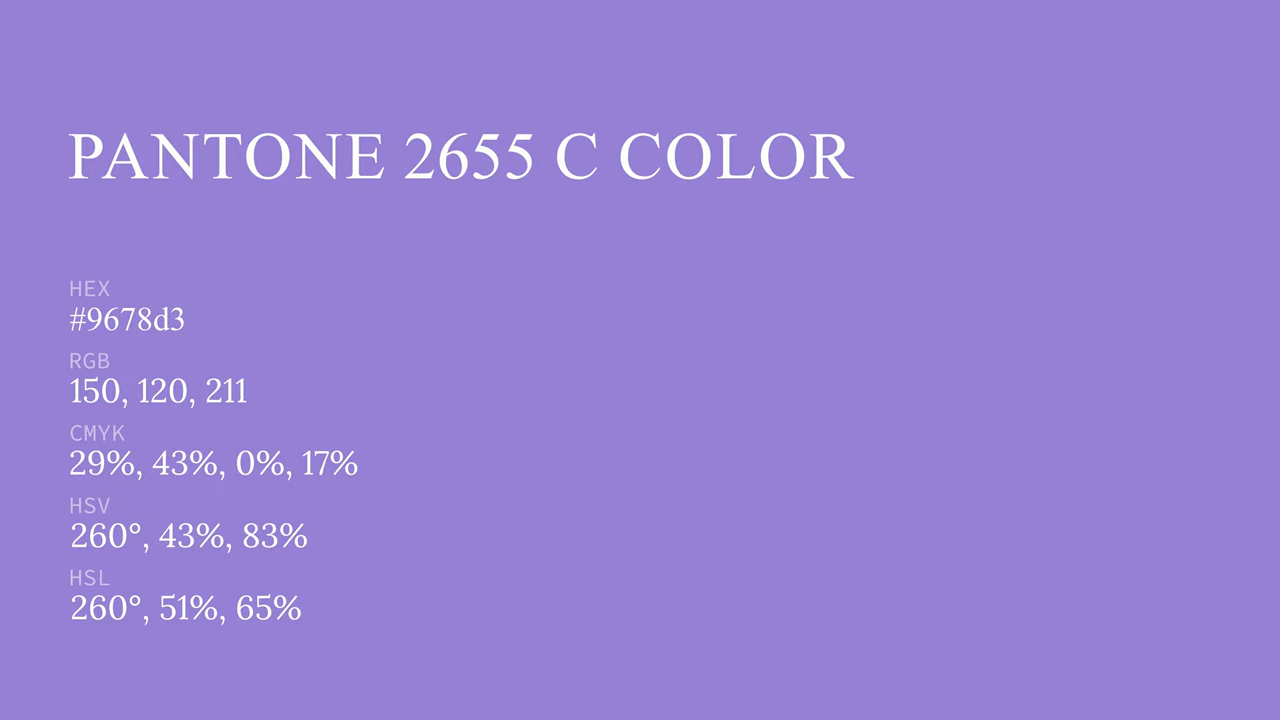 PANTONE 2655 C COLOR
HEX
#9678d3
RGB
150, 120, 211
CMYK
29%, 43%, 0%, 17%
HSV
260°, 43%, 83%
HSL
260°, 51%, 65%